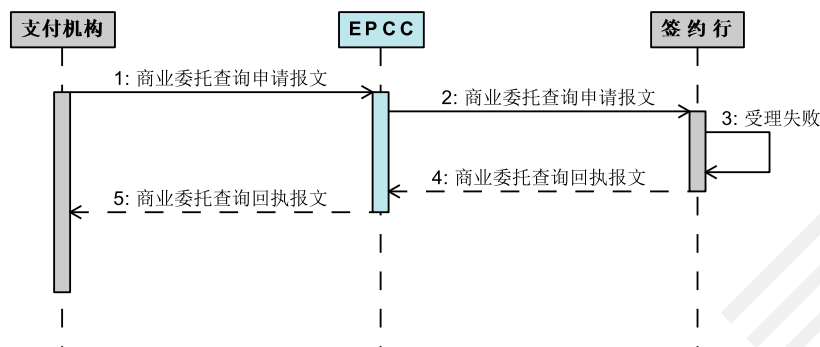 支付机构
EPCC
签约行
1: 商业委托查询申请报文
2: 商业委托查询申请报文
3: 受理失败
4: 商业委托查询回执报文
5: 商业委托查询回执报文